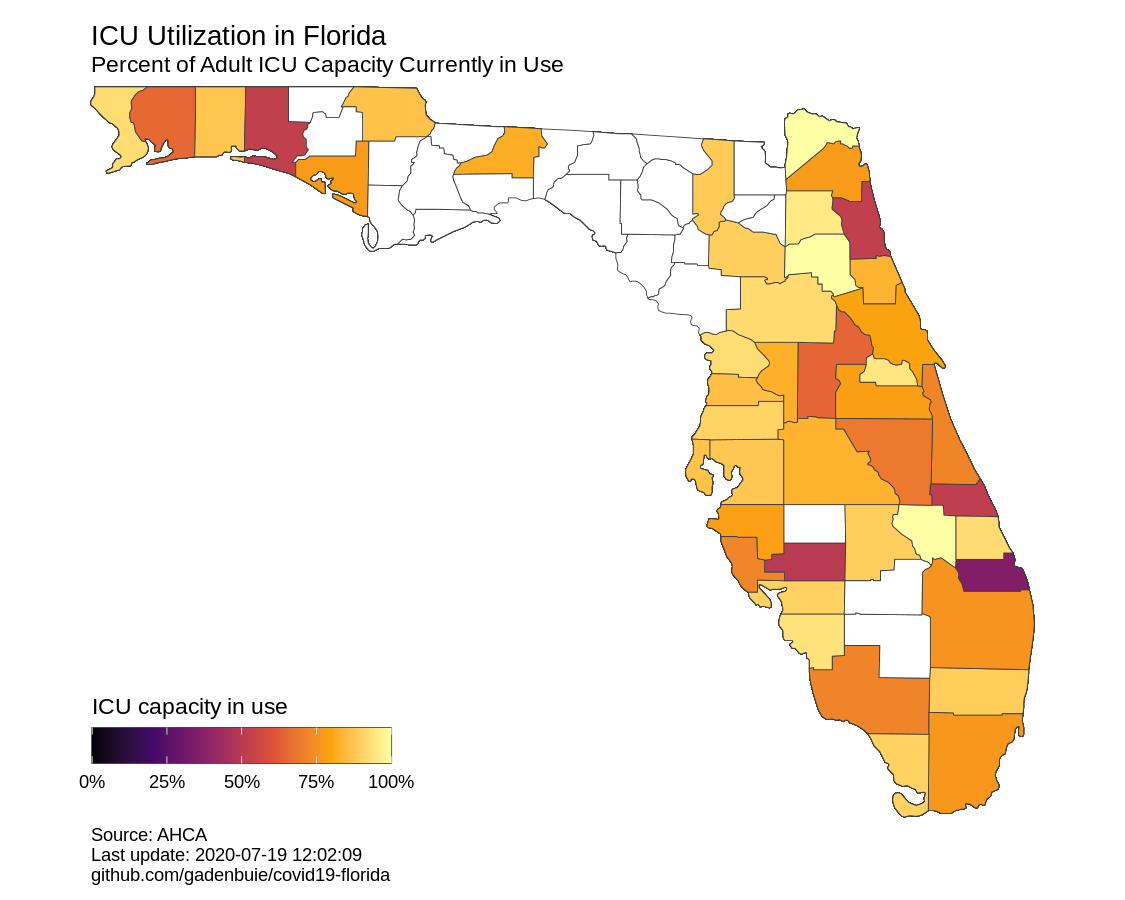 ICU Utilization in Florida
Percent of Adult ICU Capacity Currently in Use
ICU capacity in use
0% 25% 50% 75% 100%
Source: AHCA
Last update: 2020-07-19 12:02:09
github.com/gadenbuie/covid19-florida